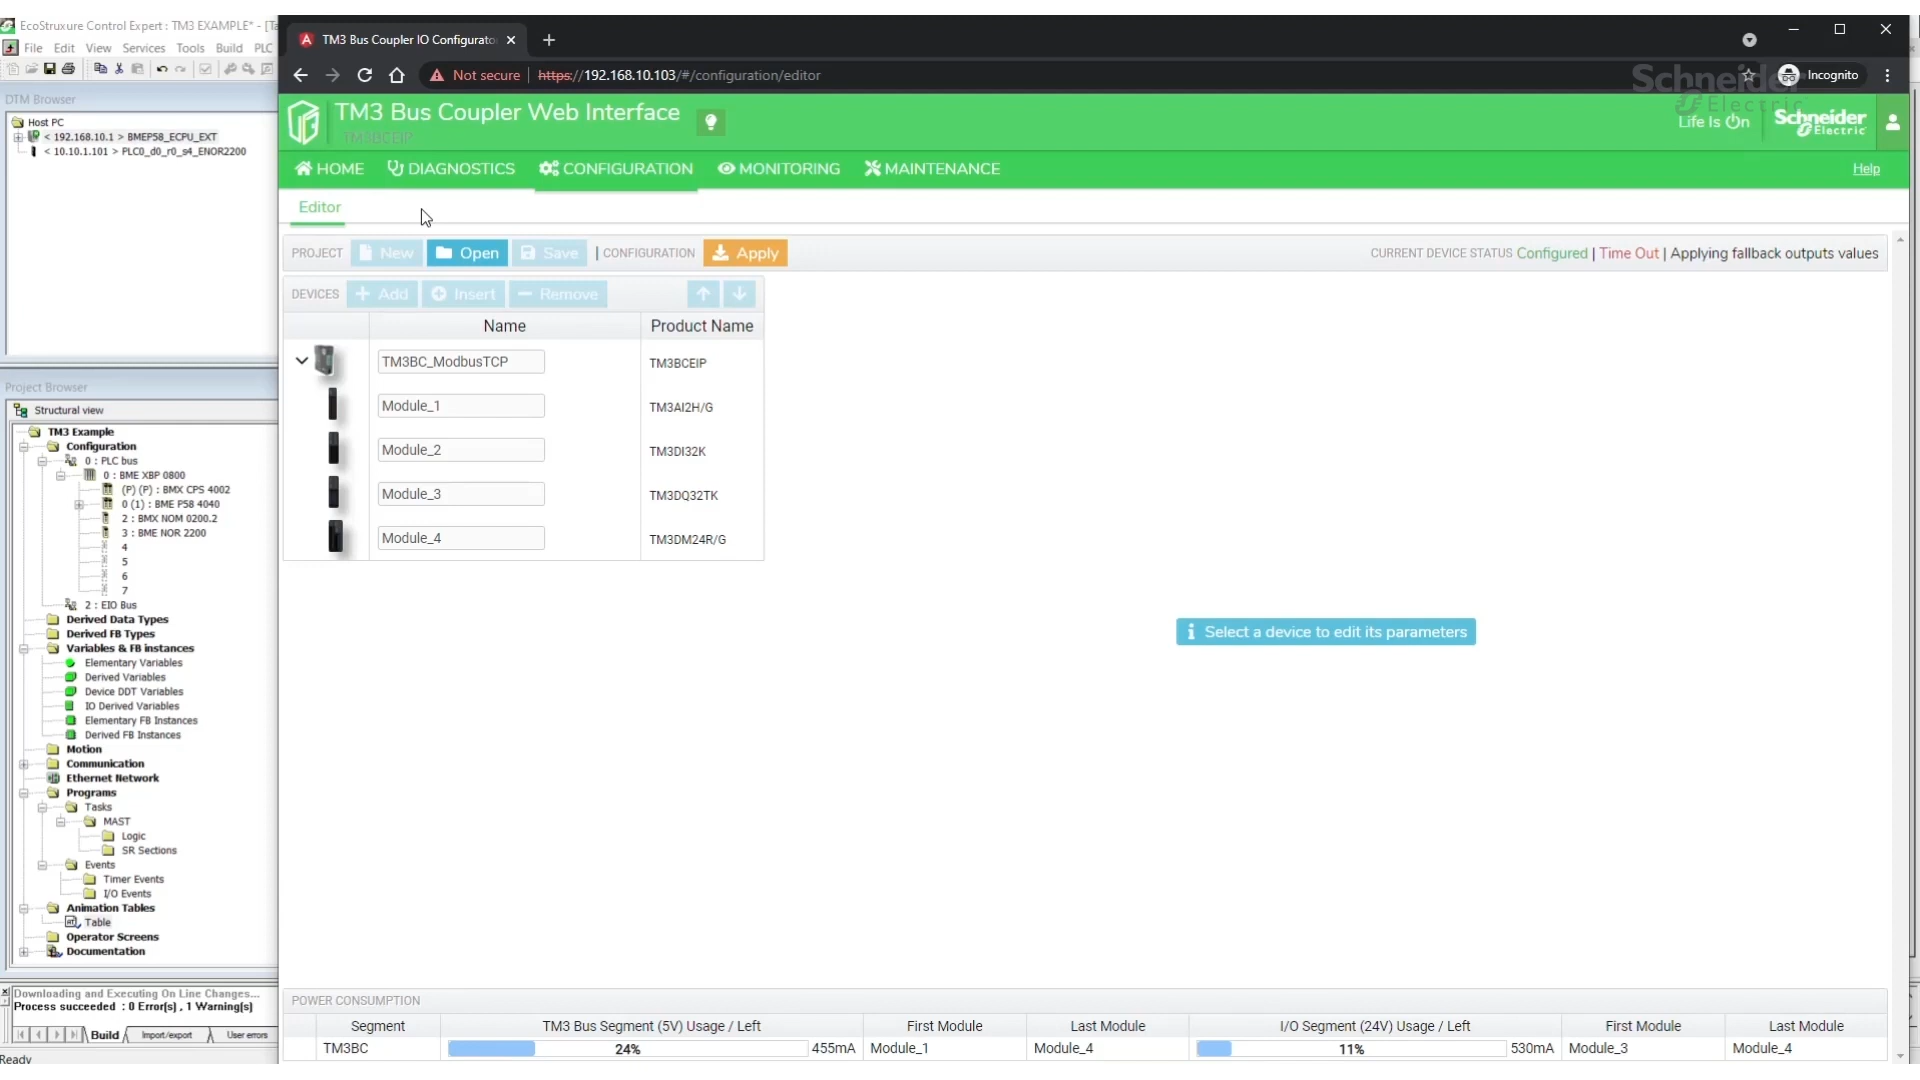 EcoStruxure Control Expert : TM3 EXAMPLE* - [Ta
File Edit View Services Tools Build PLC
DTM Browser
Host PC
< 192.168.10.1 > BMEP58_ECPU_EXT
< 10.10.1.101 > PLC0_d0_r0_s4_ENOR2200
Project Browser
Structural view
TM3 Example
Configuration
0 : PLC bus
0 : BME XBP 0800
(P) (P) : BMX CPS 4002
0 (1) : BME P58 4040
2 : BMX NOM 0200.2
3 : BME NOR 2200
4
5
6
7
2 : EIO Bus
Derived Data Types
Derived FB Types
Variables & FB instances
Elementary Variables
Derived Variables
Device DDT Variables
IO Derived Variables
Elementary FB Instances
Derived FB Instances
Motion
Communication
Ethernet Network
Programs
Tasks
MAST
Logic
SR Sections
Events
Timer Events
I/O Events
Animation Tables
Table
Operator Screens
Documentation
Downloading and Executing On Line Changes...
Process succeeded : 0 Error(s) , 1 Warning(s)
Build Import/export User errors
Ready
TM3 Bus Coupler IO Configurato
Not secure https://192.168.10.103/#/configuration/editor
Incognito
Schneider Electric
TM3 Bus Coupler Web Interface
TM3BCEIP
Life Is On Schneider Electric
HOME DIAGNOSTICS CONFIGURATION MONITORING MAINTENANCE Help
Editor
PROJECT New Open Save | CONFIGURATION Apply
CURRENT DEVICE STATUS Configured | Time Out | Applying fallback outputs values
DEVICES Add Insert Remove
Name Product Name
TM3BC_ModbusTCP TM3BCEIP
Module_1 TM3AI2H/G
Module_2 TM3DI32K
Module_3 TM3DQ32TK
Module_4 TM3DM24R/G
Select a device to edit its parameters
POWER CONSUMPTION
Segment TM3 Bus Segment (5V) Usage / Left First Module Last Module I/O Segment (24V) Usage / Left First Module Last Module
TM3BC 24% 455mA Module_1 Module_4 11% 530mA Module_3 Module_4